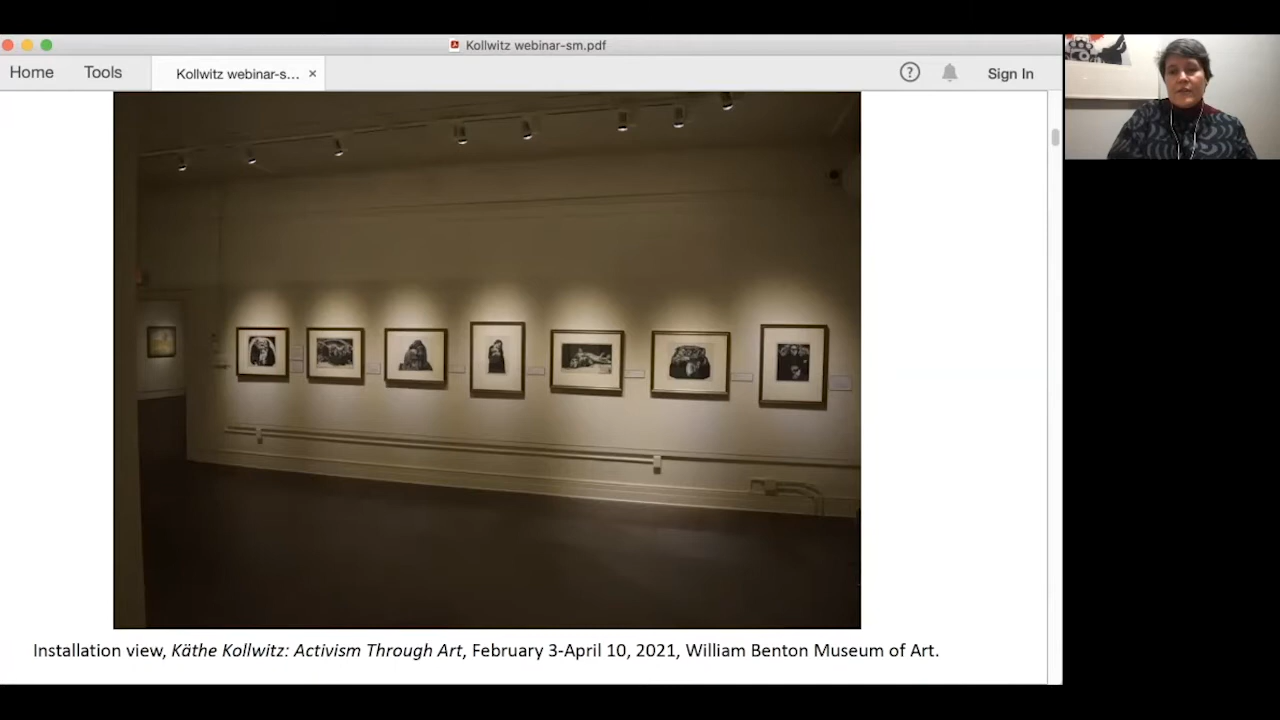 Kollwitz webinar-sm.pdf
Home Tools Kollwitz webinar-s... × Sign In
Installation view, Käthe Kollwitz: Activism Through Art, February 3-April 10, 2021, William Benton Museum of Art.